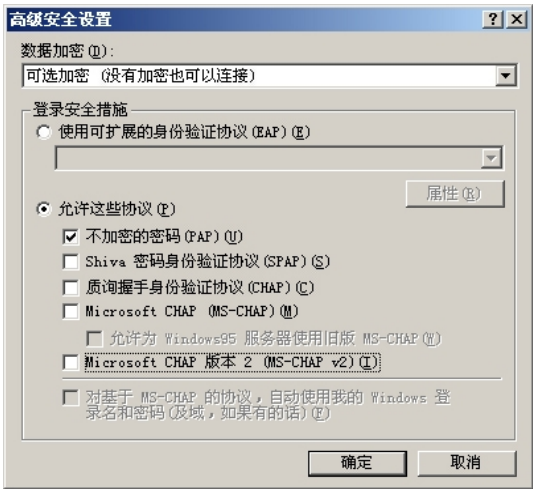 高级安全设置
数据加密(D):
可选加密 (没有加密也可以连接)
登录安全措施
使用可扩展的身份验证协议(EAP)(E)
属性(R)
允许这些协议(P)
不加密的密码(PAP)(U)
Shiva 密码身份验证协议(SPAP)(S)
质询握手身份验证协议(CHAP)(C)
Microsoft CHAP (MS-CHAP)(M)
允许为 Windows95 服务器使用旧版 MS-CHAP(W)
Microsoft CHAP 版本 2 (MS-CHAP v2)(I)
对基于 MS-CHAP 的协议，自动使用我的 Windows 登
录名和密码(及域，如果有的话)(F)
确定
取消